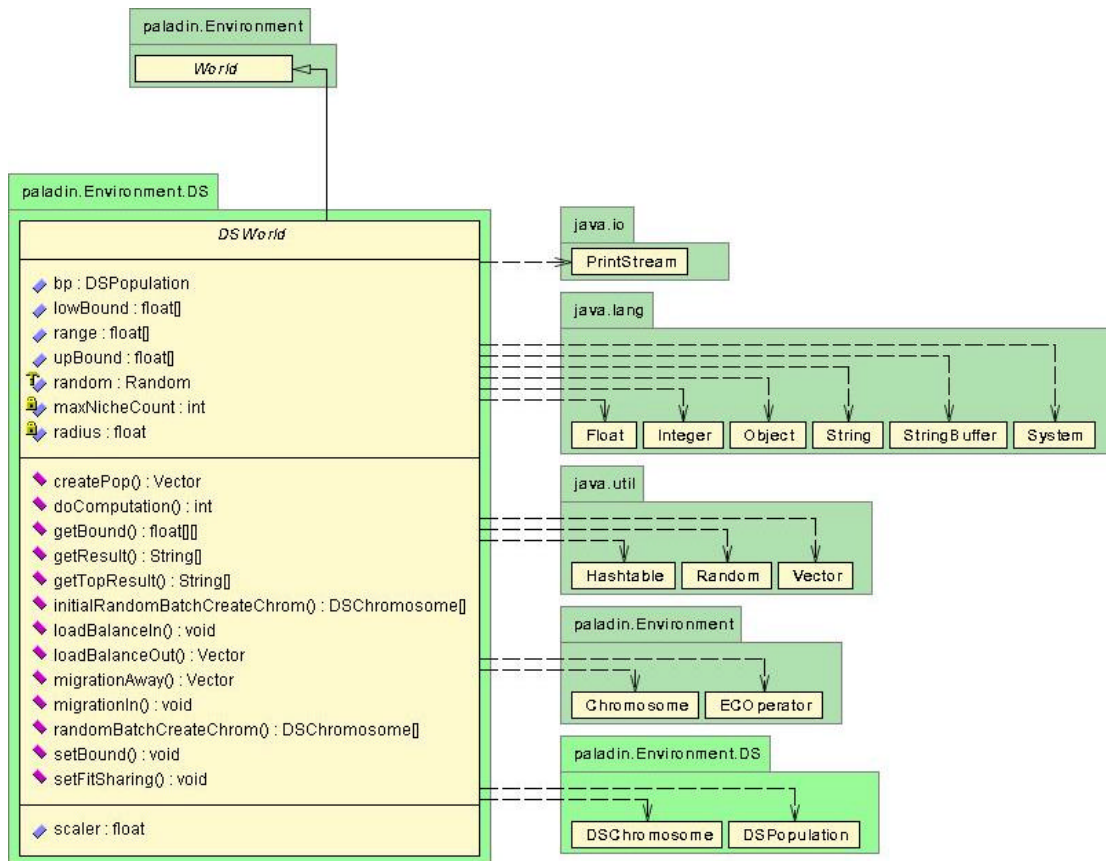 paladin.Environment
World
paladin.Environment.DS
DSWorld
bp : DSPopulation
lowBound : float[]
range : float[]
upBound : float[]
random : Random
maxNicheCount : int
radius : float
createPop() : Vector
doComputation() : int
getBound() : float[][]
getResult() : String[]
getTopResult() : String[]
initialRandomBatchCreateChrom() : DSChromosome[]
loadBalanceIn() : void
loadBalanceOut() : Vector
migrationAway() : Vector
migrationIn() : void
randomBatchCreateChrom() : DSChromosome[]
setBound() : void
setFitSharing() : void
scaler : float
java.io
PrintStream
java.lang
Float Integer Object String StringBuffer System
java.util
Hashtable Random Vector
paladin.Environment
Chromosome ECOperator
paladin.Environment.DS
DSChromosome DSPopulation